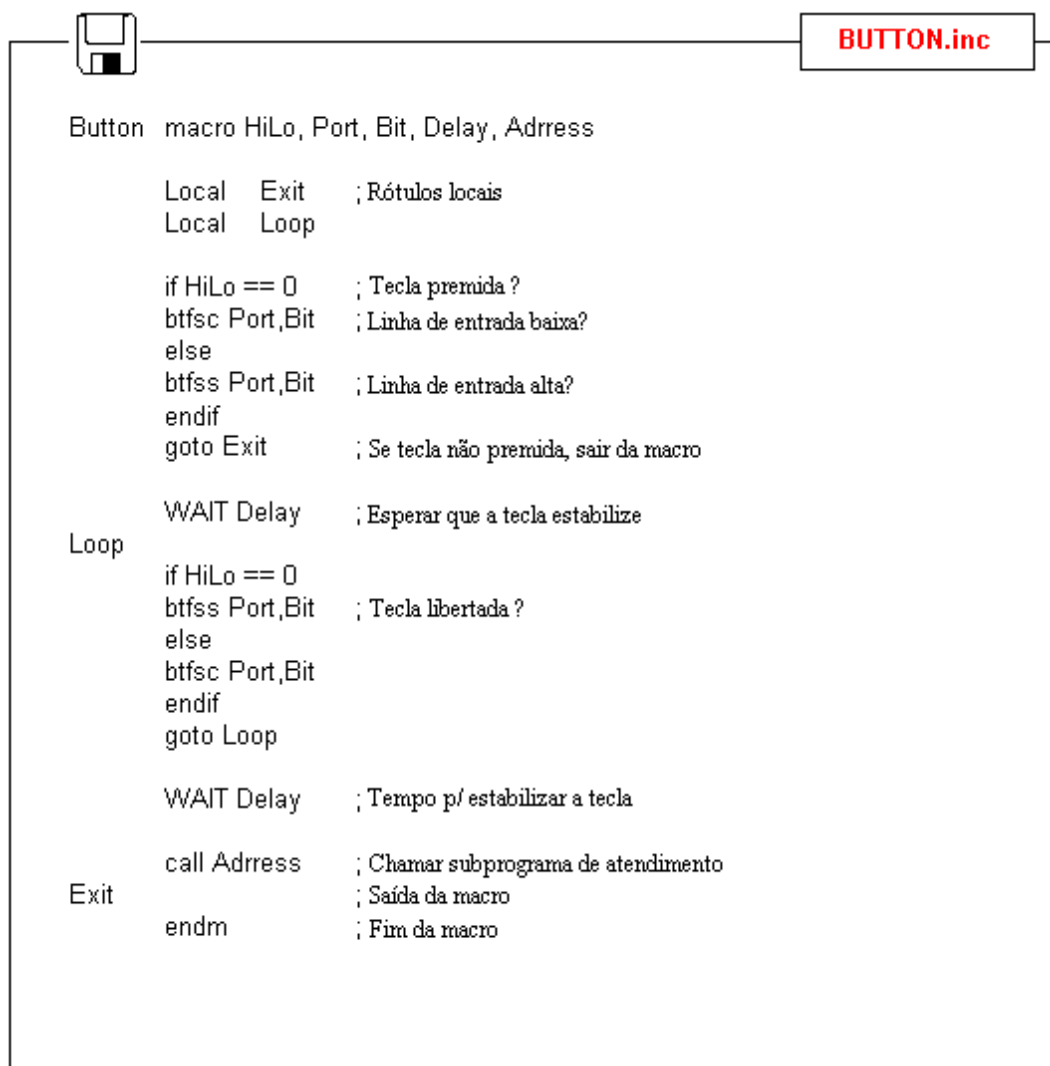 BUTTON.inc
Button macro HiLo, Port, Bit, Delay, Adrress
Local Exit ; Rótulos locais
Local Loop
if HiLo == 0 ; Tecla premida ?
btfsc Port,Bit ; Linha de entrada baixa?
else
btfss Port,Bit ; Linha de entrada alta?
endif
goto Exit ; Se tecla não premida, sair da macro
WAIT Delay ; Esperar que a tecla estabilize
Loop
if HiLo == 0
btfss Port,Bit ; Tecla libertada ?
else
btfsc Port,Bit
endif
goto Loop
WAIT Delay ; Tempo p/ estabilizar a tecla
call Adrress ; Chamar subprograma de atendimento
Exit ; Saída da macro
endm ; Fim da macro